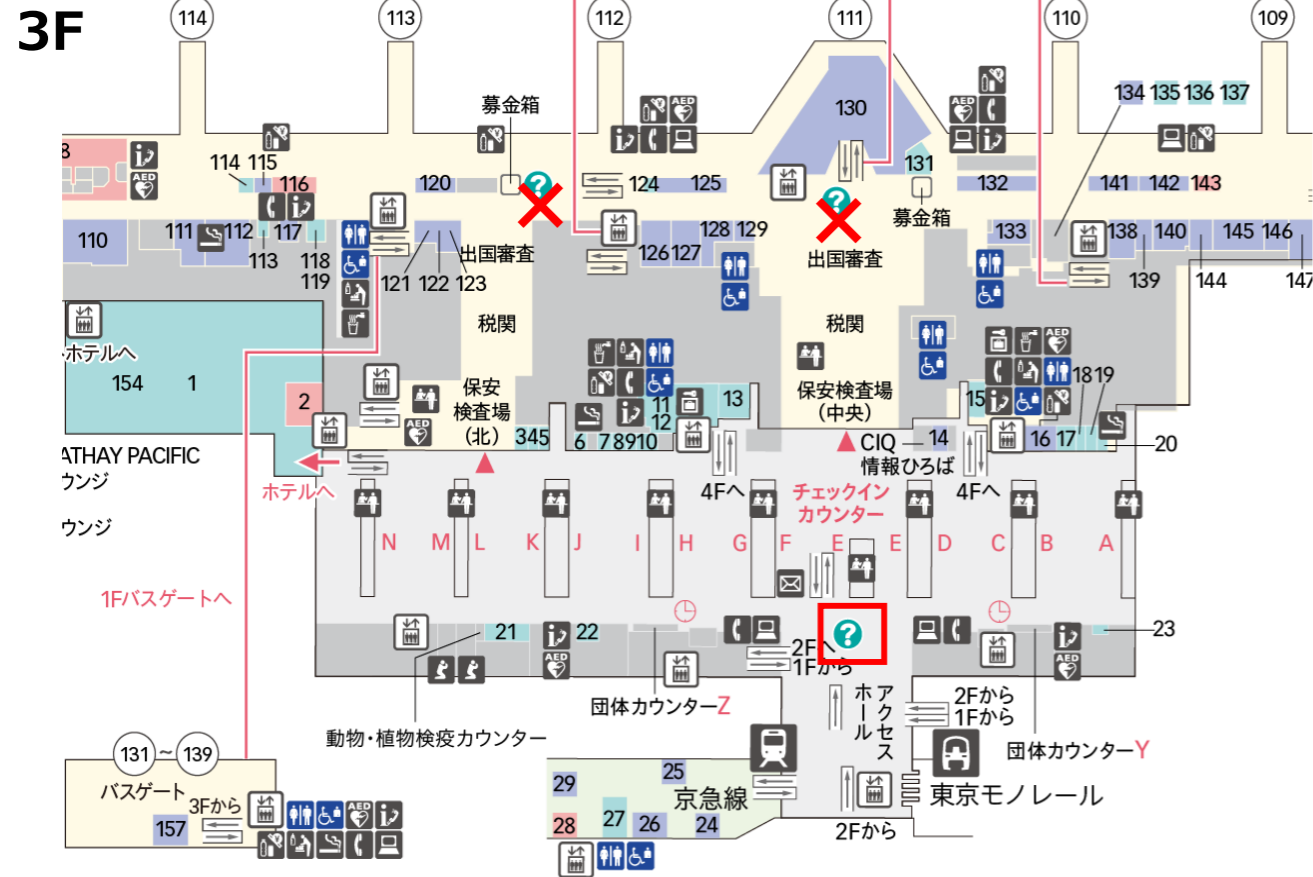 3F
114
113
112
111
110
109
募金箱
130
134 135 136 137
8
114 115
116
120
124 125
131
募金箱
132
141 142 143
110
111 112
113
117
118
119
121 122 123
出国審査
126 127
128 129
出国審査
133
138
139
140
144
145 146
147
税関
税関
ホテルへ
154 1
2
保安
検査場
(北)
345
6 7 8 9 10
11
12
13
保安検査場
(中央)
CIQ
情報ひろば
14
15
16 17
18 19
20
ATHAY PACIFIC
ウンジ
ウンジ
ホテルへ
4Fへ
チェックイン
カウンター
4Fへ
N M L K J I H G F E E D C B A
1Fバスゲートへ
21
22
23
2Fへ
1Fから
アクセス
ホール
2Fから
1Fから
団体カウンターZ
動物・植物検疫カウンター
団体カウンターY
131 ~ 139
バスゲート
3Fから
157
29
25
京急線
28
27
26
24
東京モノレール
2Fから
AED
AED
AED
AED
AED
AED
AED
AED
AED